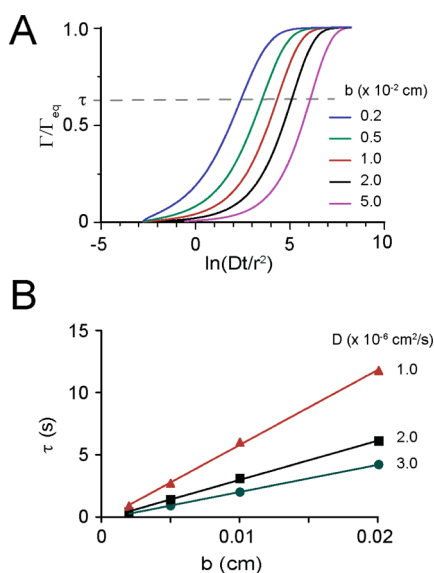 A
1.0
τ
0.5
0
Γ/Γeq
-5
0
5
10
ln(Dt/r²)
b (x 10⁻² cm)
0.2
0.5
1.0
2.0
5.0
B
15
10
5
0
τ (s)
0
0.01
0.02
b (cm)
D (x 10⁻⁶ cm²/s)
1.0
2.0
3.0